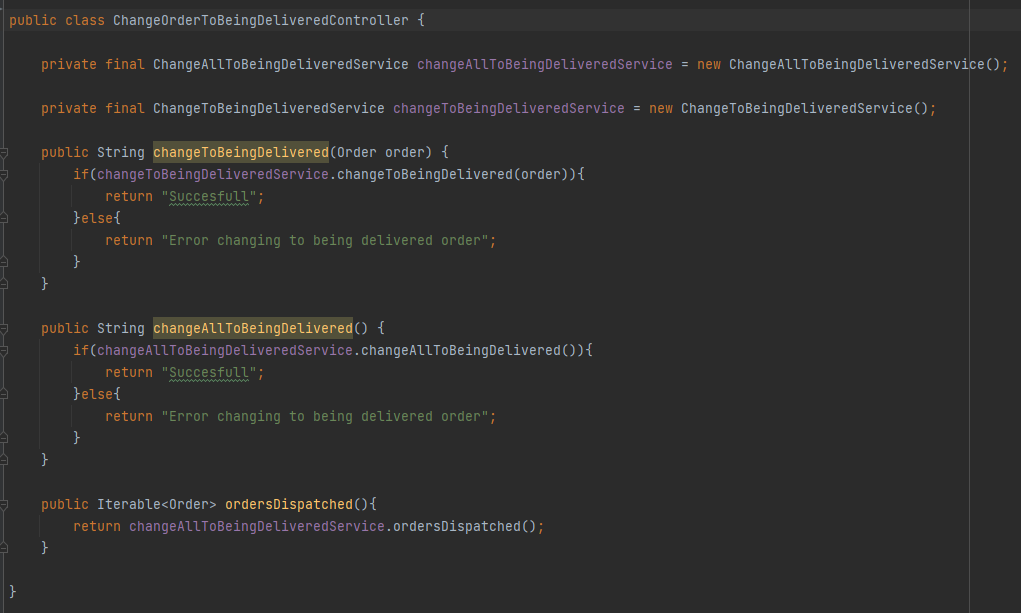 public class ChangeOrderToBeingDeliveredController {
private final ChangeAllToBeingDeliveredService changeAllToBeingDeliveredService = new ChangeAllToBeingDeliveredService();
private final ChangeToBeingDeliveredService changeToBeingDeliveredService = new ChangeToBeingDeliveredService();
public String changeToBeingDelivered(Order order) {
if(changeToBeingDeliveredService.changeToBeingDelivered(order)){
return "Succesfull";
}else{
return "Error changing to being delivered order";
}
}
public String changeAllToBeingDelivered() {
if(changeAllToBeingDeliveredService.changeAllToBeingDelivered()){
return "Succesfull";
}else{
return "Error changing to being delivered order";
}
}
public Iterable<Order> ordersDispatched(){
return changeAllToBeingDeliveredService.ordersDispatched();
}
}